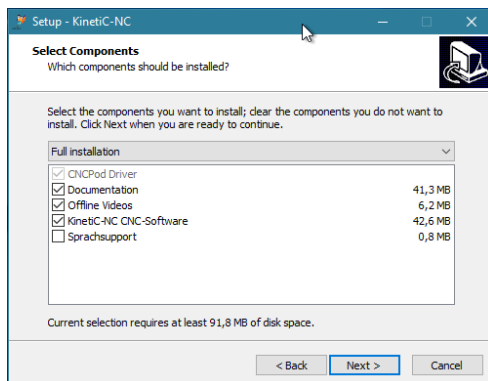 Setup - KinetiC-NC
Select Components
Which components should be installed?
Select the components you want to install; clear the components you do not want to
install. Click Next when you are ready to continue.
Full installation
CNCPod Driver
Documentation 41,3 MB
Offline Videos 6,2 MB
KinetiC-NC CNC-Software 42,6 MB
Sprachsupport 0,8 MB
Current selection requires at least 91,8 MB of disk space.
< Back Next > Cancel